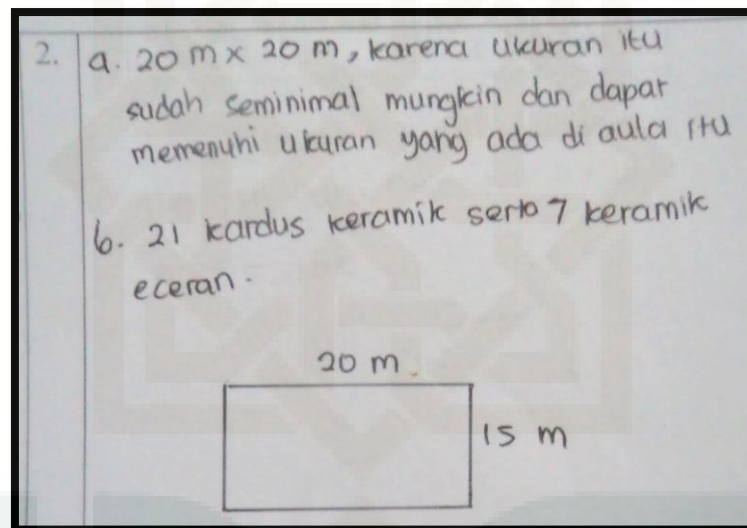 2. a. 20 m x 20 m, karena ukuran itu
sudah seminimal mungkin dan dapat
memenuhi ukuran yang ada di aula itu
b. 21 kardus keramik serta 7 keramik
eceran.
20 m.
15 m